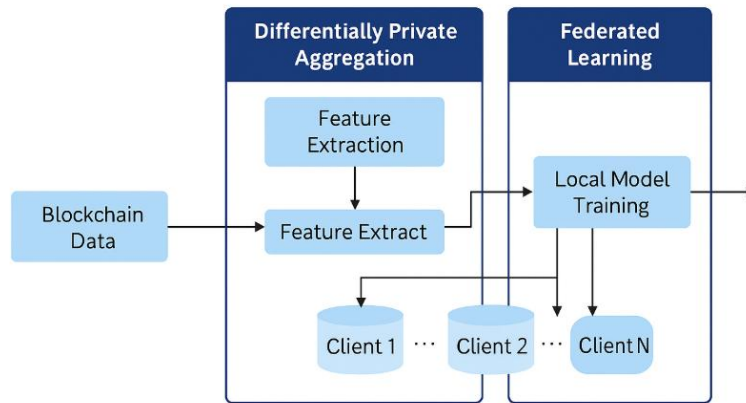 Differentially Private
Aggregation
Federated
Learning
Feature
Extraction
Blockchain
Data
Feature Extract
Local Model
Training
Client 1
...
Client 2
...
Client N